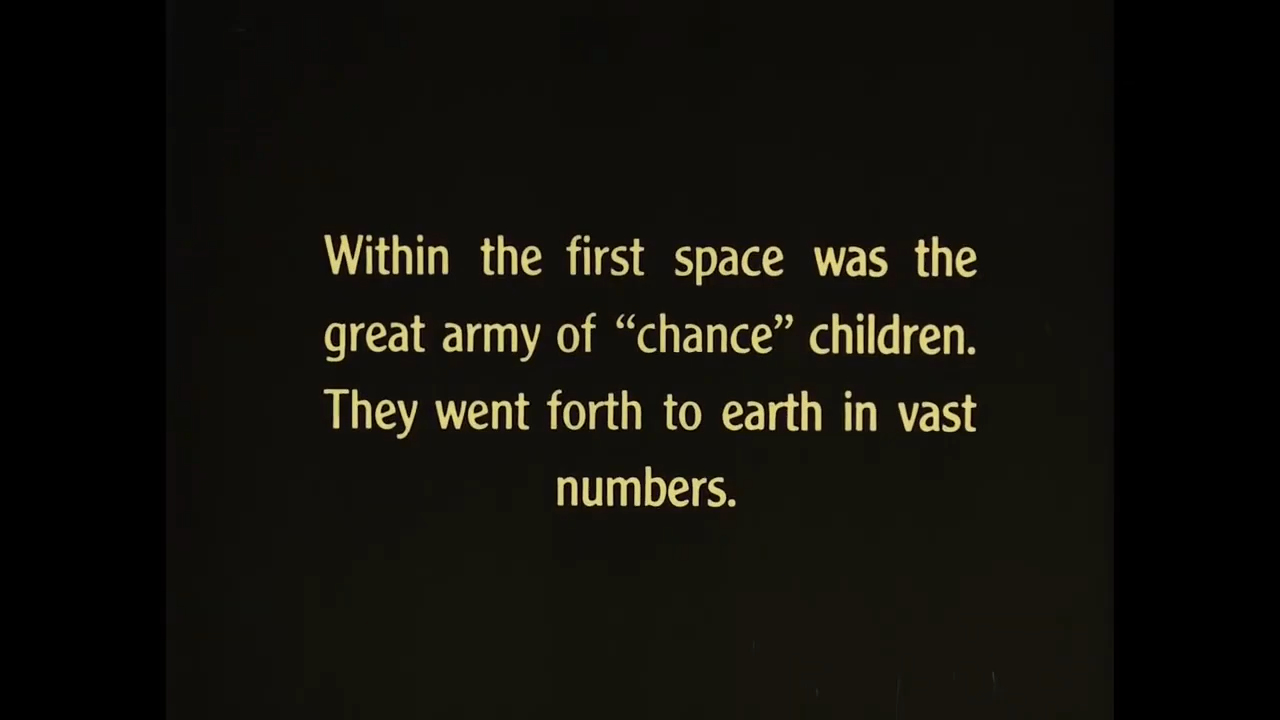 Within the first space was the
great army of “chance” children.
They went forth to earth in vast
numbers.